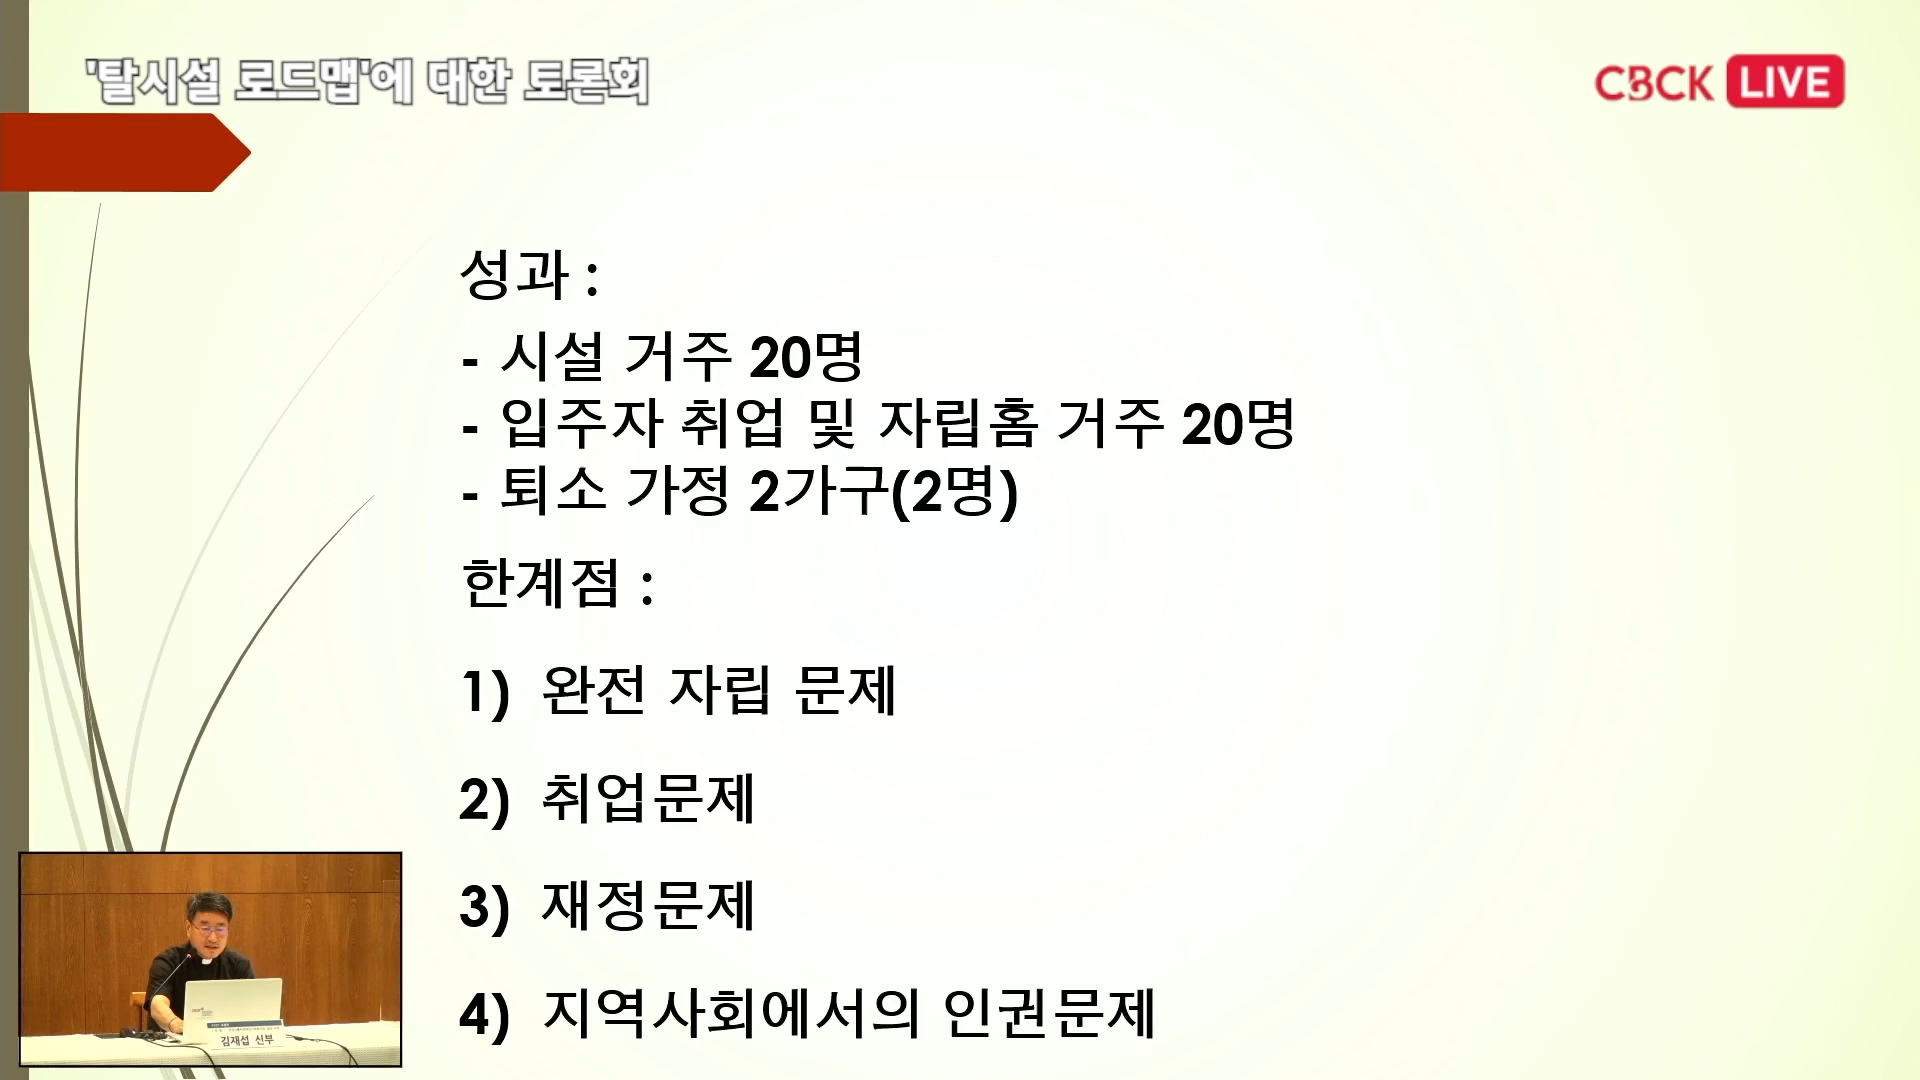 '탈시설 로드맵'에 대한 토론회
CBCK LIVE
성과 :
- 시설 거주 20명
- 입주자 취업 및 자립홈 거주 20명
- 퇴소 가정 2가구(2명)
한계점 :
1) 완전 자립 문제
2) 취업문제
3) 재정문제
4) 지역사회에서의 인권문제
김재섭 신부